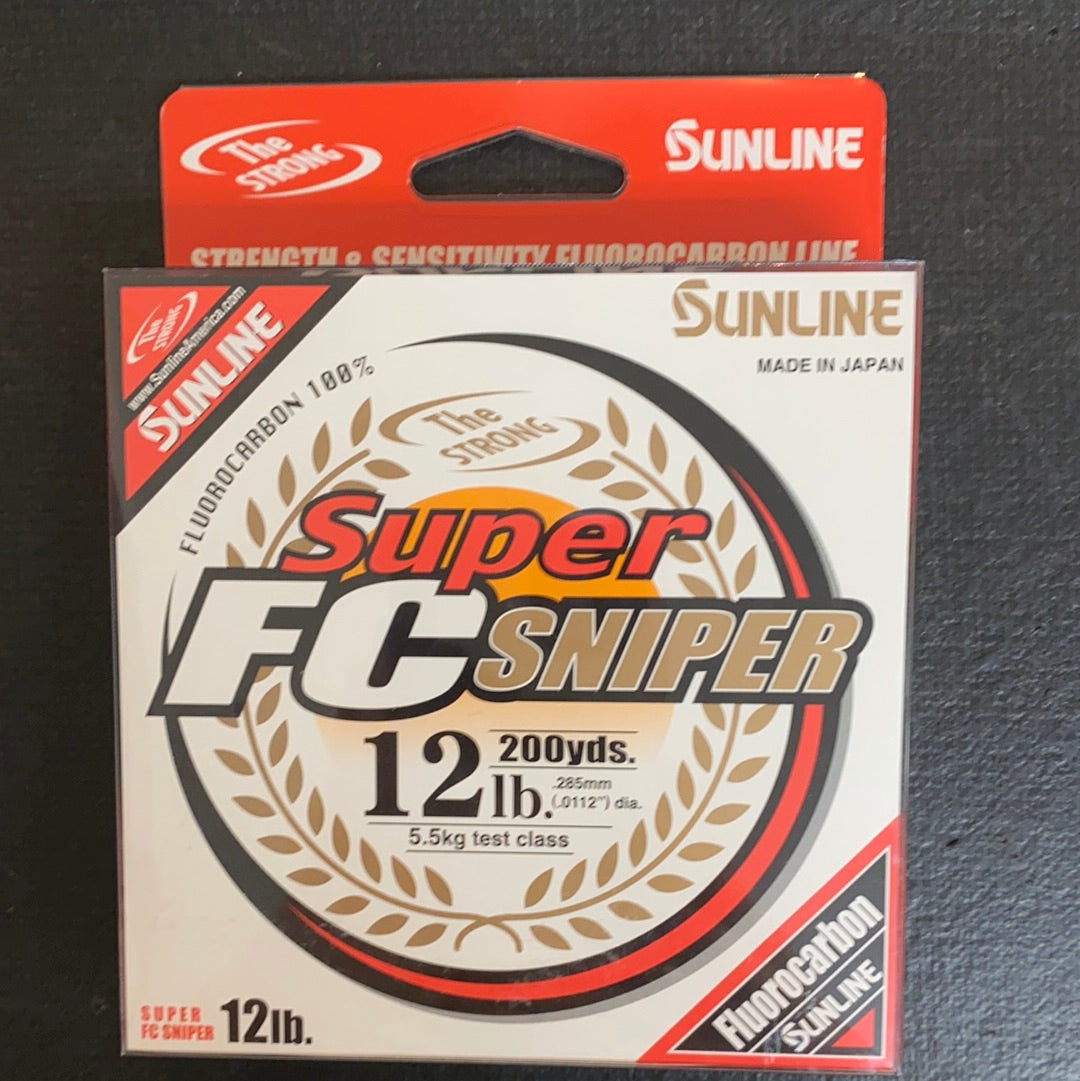 The
STRONG
SUNLINE
STRENGTH & SENSITIVITY FLUOROCARBON LINE
The
STRONG
www.SunlineAmerica.com
SUNLINE
SUNLINE
MADE IN JAPAN
FLUOROCARBON 100%
The
STRONG
Super
FC SNIPER
12 lb.
200yds.
.285mm
(.0112") dia.
5.5kg test class
SUPER
FC SNIPER
12lb.
Fluorocarbon
SUNLINE